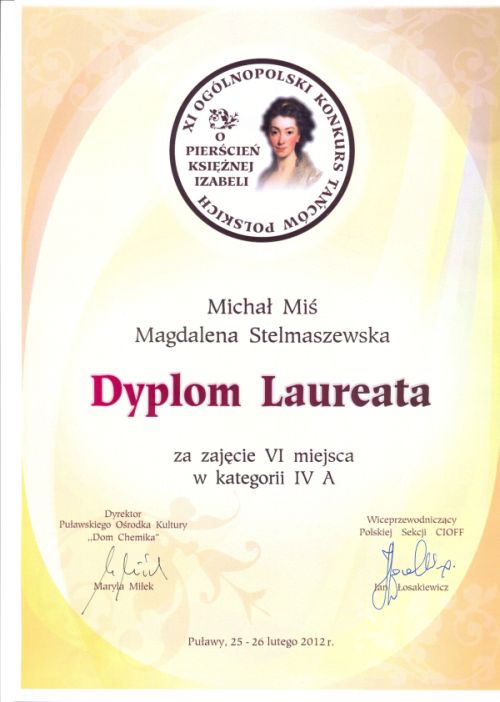 XI OGÓLNOPOLSKI KONKURS TAŃCÓW POLSKICH
O
PIERŚCIEŃ
KSIĘŻNEJ
IZABELI
Michał Miś
Magdalena Stelmaszewska
Dyplom Laureata
za zajęcie VI miejsca
w kategorii IV A
Dyrektor
Puławskiego Ośrodka Kultury
,,Dom Chemika"
Maryla Miłek
Wiceprzewodniczący
Polskiej Sekcji CIOFF
Jan Łosakiewicz
Puławy, 25 - 26 lutego 2012 r.